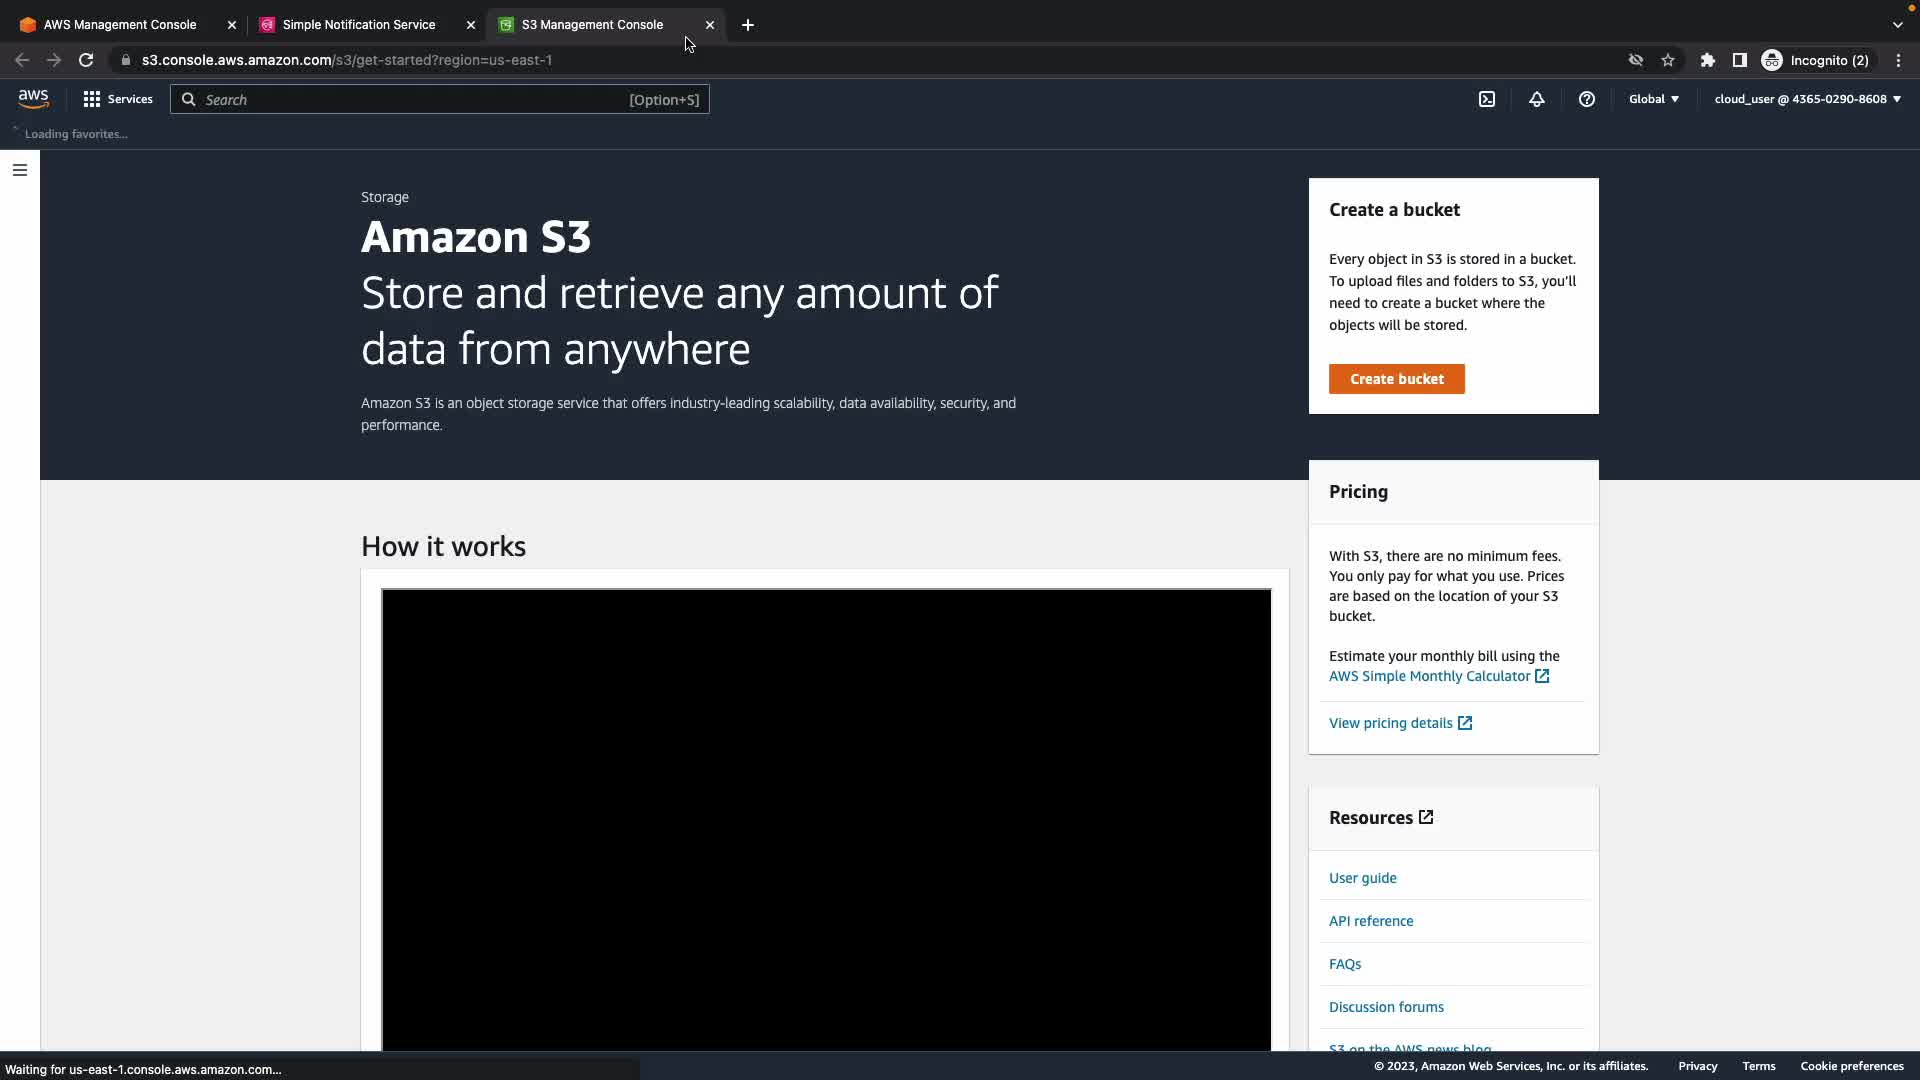 AWS Management Console
Simple Notification Service
S3 Management Console
s3.console.aws.amazon.com/s3/get-started?region=us-east-1
Incognito (2)
aws
Services
Search
[Option+S]
Global
cloud_user @ 4365-0290-8608
Loading favorites...
Storage
Amazon S3
Store and retrieve any amount of
data from anywhere
Amazon S3 is an object storage service that offers industry-leading scalability, data availability, security, and
performance.
Create a bucket
Every object in S3 is stored in a bucket.
To upload files and folders to S3, you'll
need to create a bucket where the
objects will be stored.
Create bucket
How it works
Pricing
With S3, there are no minimum fees.
You only pay for what you use. Prices
are based on the location of your S3
bucket.
Estimate your monthly bill using the
AWS Simple Monthly Calculator
View pricing details
Resources
User guide
API reference
FAQs
Discussion forums
S3 on the AWS news blog
Waiting for us-east-1.console.aws.amazon.com...
© 2023, Amazon Web Services, Inc. or its affiliates.
Privacy
Terms
Cookie preferences